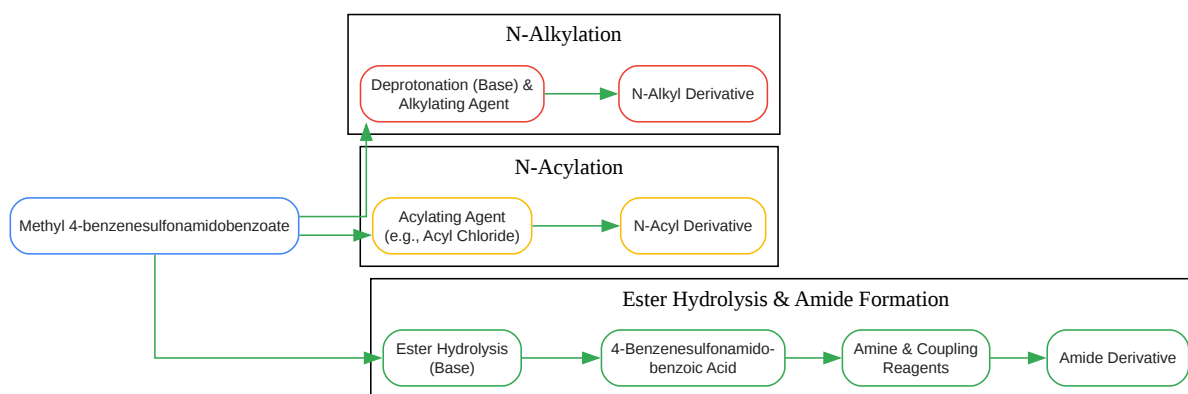 N-Alkylation
Deprotonation (Base) &
Alkylating Agent
N-Alkyl Derivative
N-Acylation
Methyl 4-benzenesulfonamidobenzoate
Acylating Agent
(e.g., Acyl Chloride)
N-Acyl Derivative
Ester Hydrolysis & Amide Formation
Ester Hydrolysis
(Base)
4-Benzenesulfonamido-
benzoic Acid
Amine & Coupling
Reagents
Amide Derivative